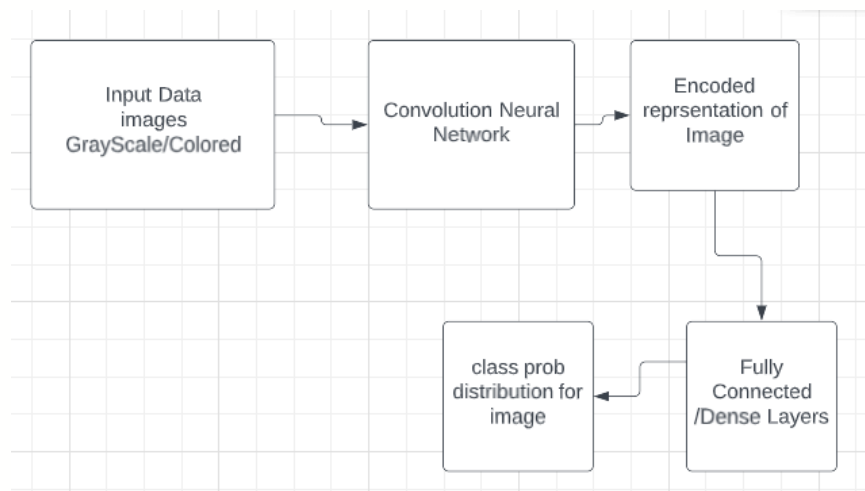 Input Data
images
GrayScale/Colored
Convolution Neural
Network
Encoded
reprsentation of
Image
Fully
Connected
/Dense Layers
class prob
distribution for
image